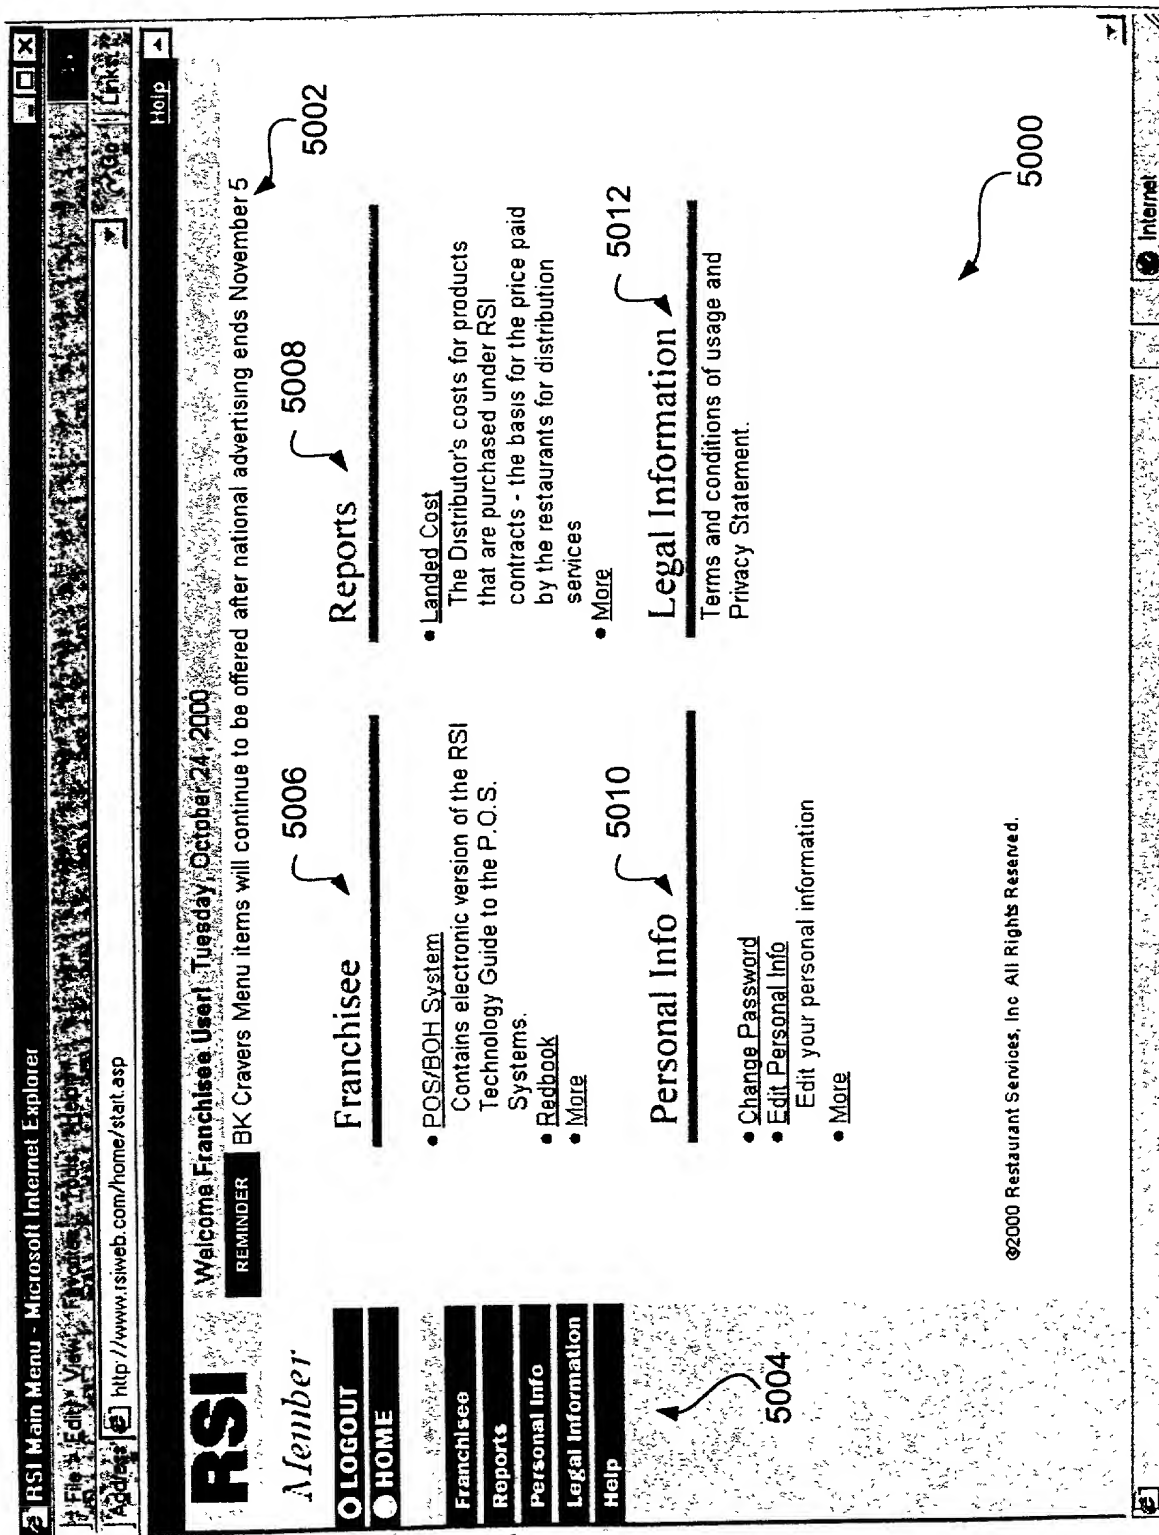 RSI Main Menu - Microsoft Internet Explorer
File Edit View Favorites Tools Help
Address http://www.rsiweb.com/home/start.asp Go Links
Help
RSI
Welcome Franchisee User! Tuesday, October 24, 2000
REMINDER BK Cravers Menu items will continue to be offered after national advertising ends November 5
5002
Member
LOGOUT
HOME
Franchisee
Reports
Personal Info
Legal Information
Help
5004
Franchisee
5006
• POS/BOH System
Contains electronic version of the RSI
Technology Guide to the P.O.S.
Systems.
• Redbook
• More
Reports
5008
• Landed Cost
The Distributor's costs for products
that are purchased under RSI
contracts - the basis for the price paid
by the restaurants for distribution
services
• More
Personal Info
5010
• Change Password
• Edit Personal Info
Edit your personal information
• More
Legal Information
5012
Terms and conditions of usage and
Privacy Statement.
5000
©2000 Restaurant Services, Inc All Rights Reserved.
Internet